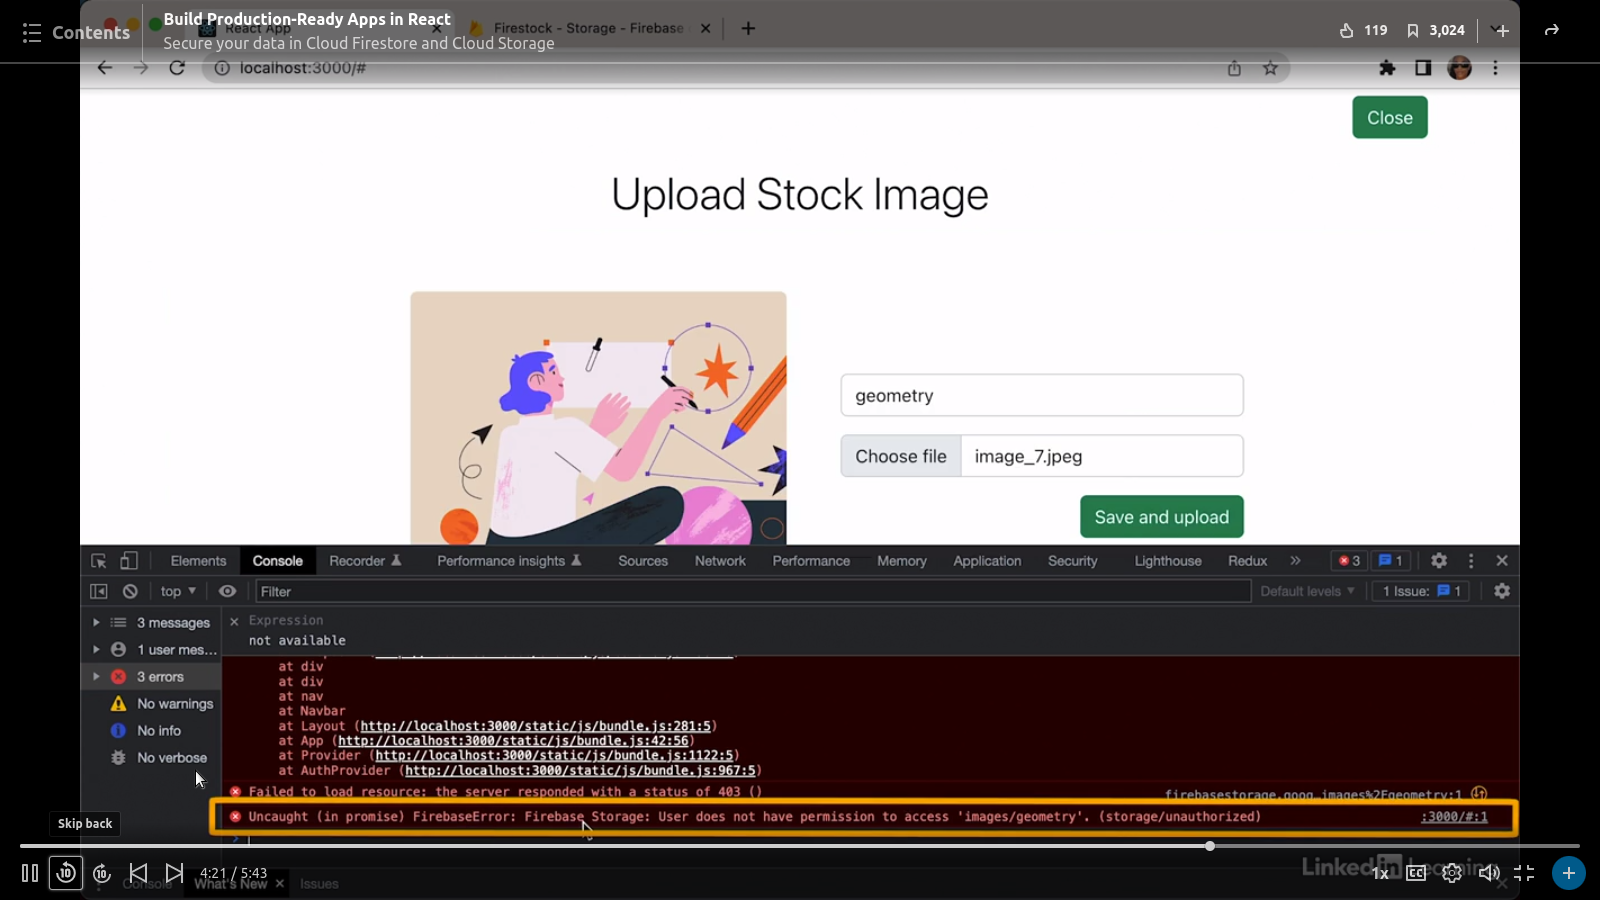 Contents
Build Production-Ready Apps in React
Secure your data in Cloud Firestore and Cloud Storage
119
3,024
React App
Firestock - Storage - Firebase
localhost:3000/#
Close
Upload Stock Image
geometry
Choose file image_7.jpeg
Save and upload
Elements Console Recorder Performance insights Sources Network Performance Memory Application Security Lighthouse Redux » 3 1
top Filter Default levels 1 Issue: 1
3 messages
1 user mes...
3 errors
No warnings
No info
No verbose
Expression
not available
at div
at div
at nav
at Navbar
at Layout (http://localhost:3000/static/js/bundle.js:281:5)
at App (http://localhost:3000/static/js/bundle.js:42:56)
at Provider (http://localhost:3000/static/js/bundle.js:1122:5)
at AuthProvider (http://localhost:3000/static/js/bundle.js:967:5)
Failed to load resource: the server responded with a status of 403 () firebasestorage.goog…images%2Fgeometry:1
Uncaught (in promise) FirebaseError: Firebase Storage: User does not have permission to access 'images/geometry'. (storage/unauthorized) :3000/#:1
Skip back
10 10 4:21 / 5:43 1x CC
LinkedIn Learning
Console What's New Issues